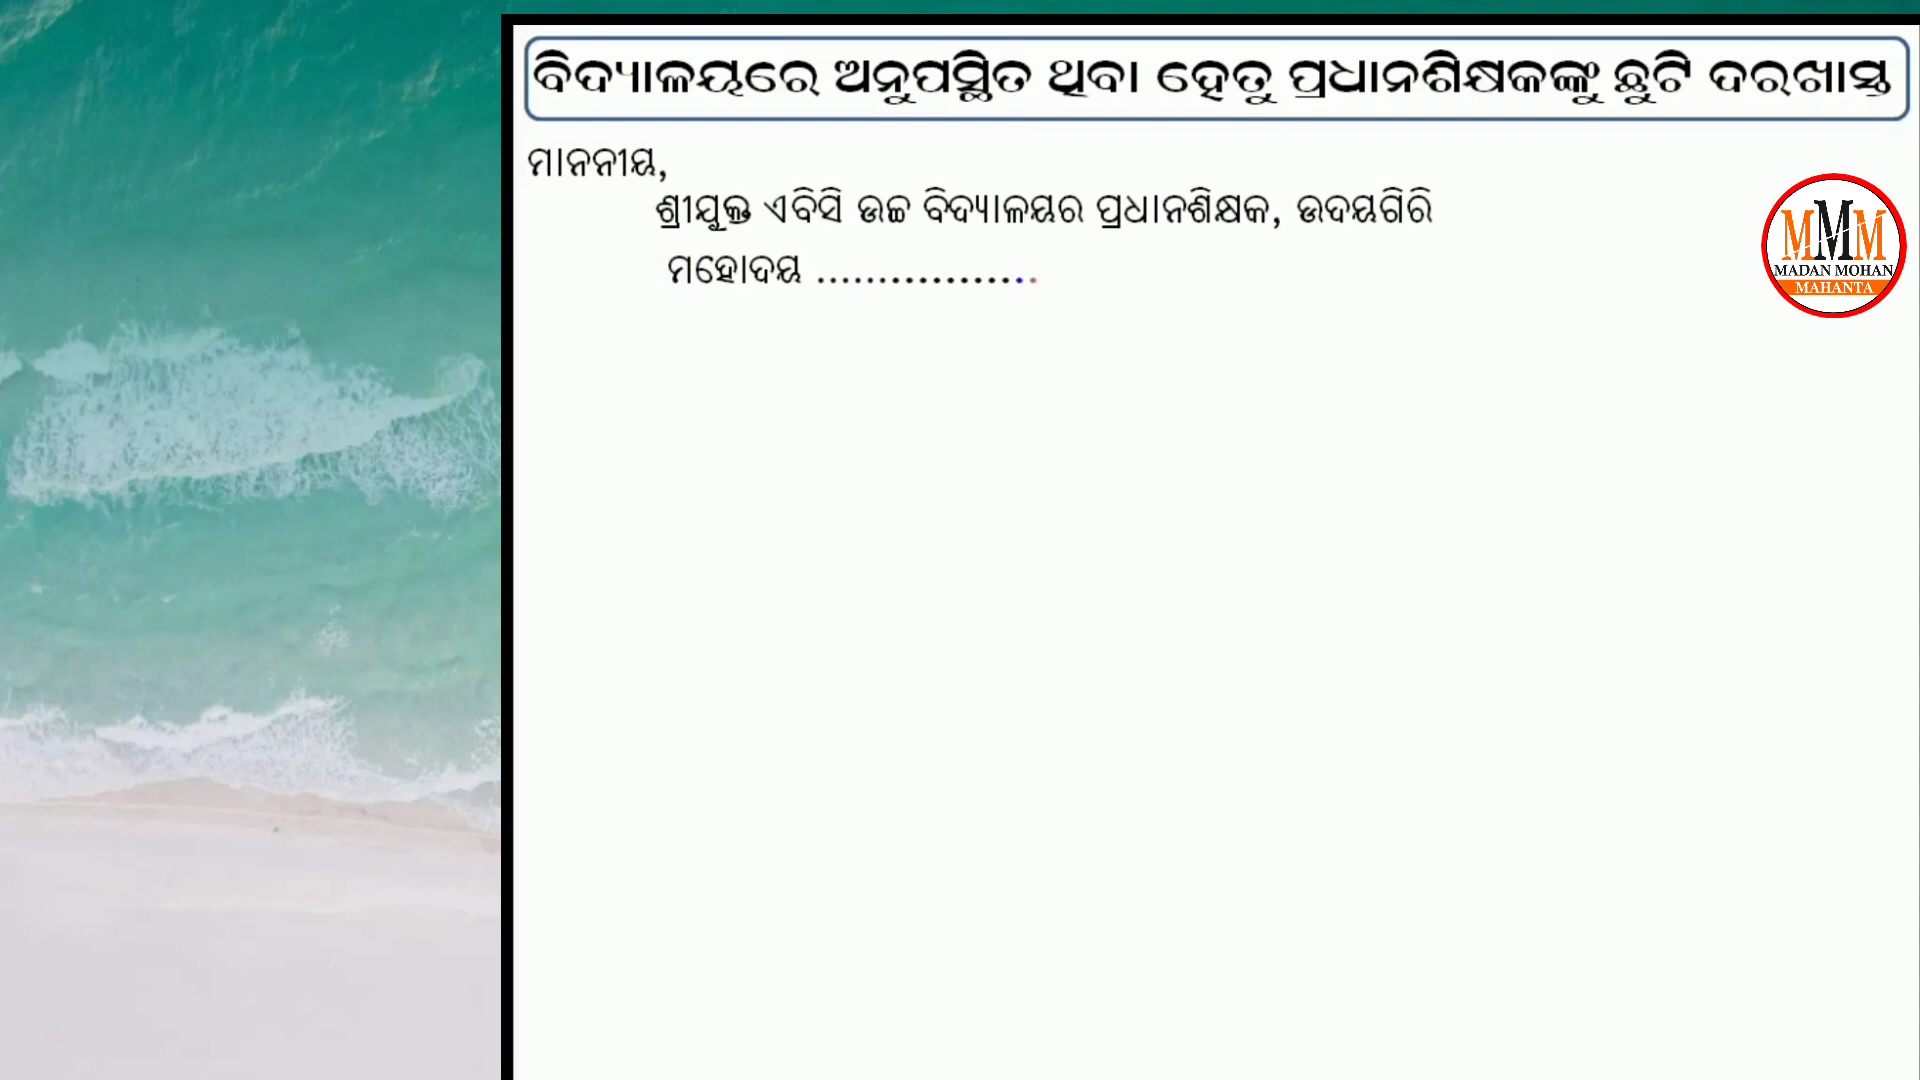 ବିଦ୍ୟାଳୟରେ ଅନୁପସ୍ଥିତ ଥିବା ହେତୁ ପ୍ରଧାନଶିକ୍ଷକଙ୍କୁ ଛୁଟି ଦରଖାସ୍ତ
ମାନନୀୟ,
ଶ୍ରୀଯୁକ୍ତ ଏବିସି ଉଚ୍ଚ ବିଦ୍ୟାଳୟର ପ୍ରଧାନଶିକ୍ଷକ, ଉଦୟଗିରି
ମହୋଦୟ ..................
MMM
MADAN MOHAN
MAHANTA